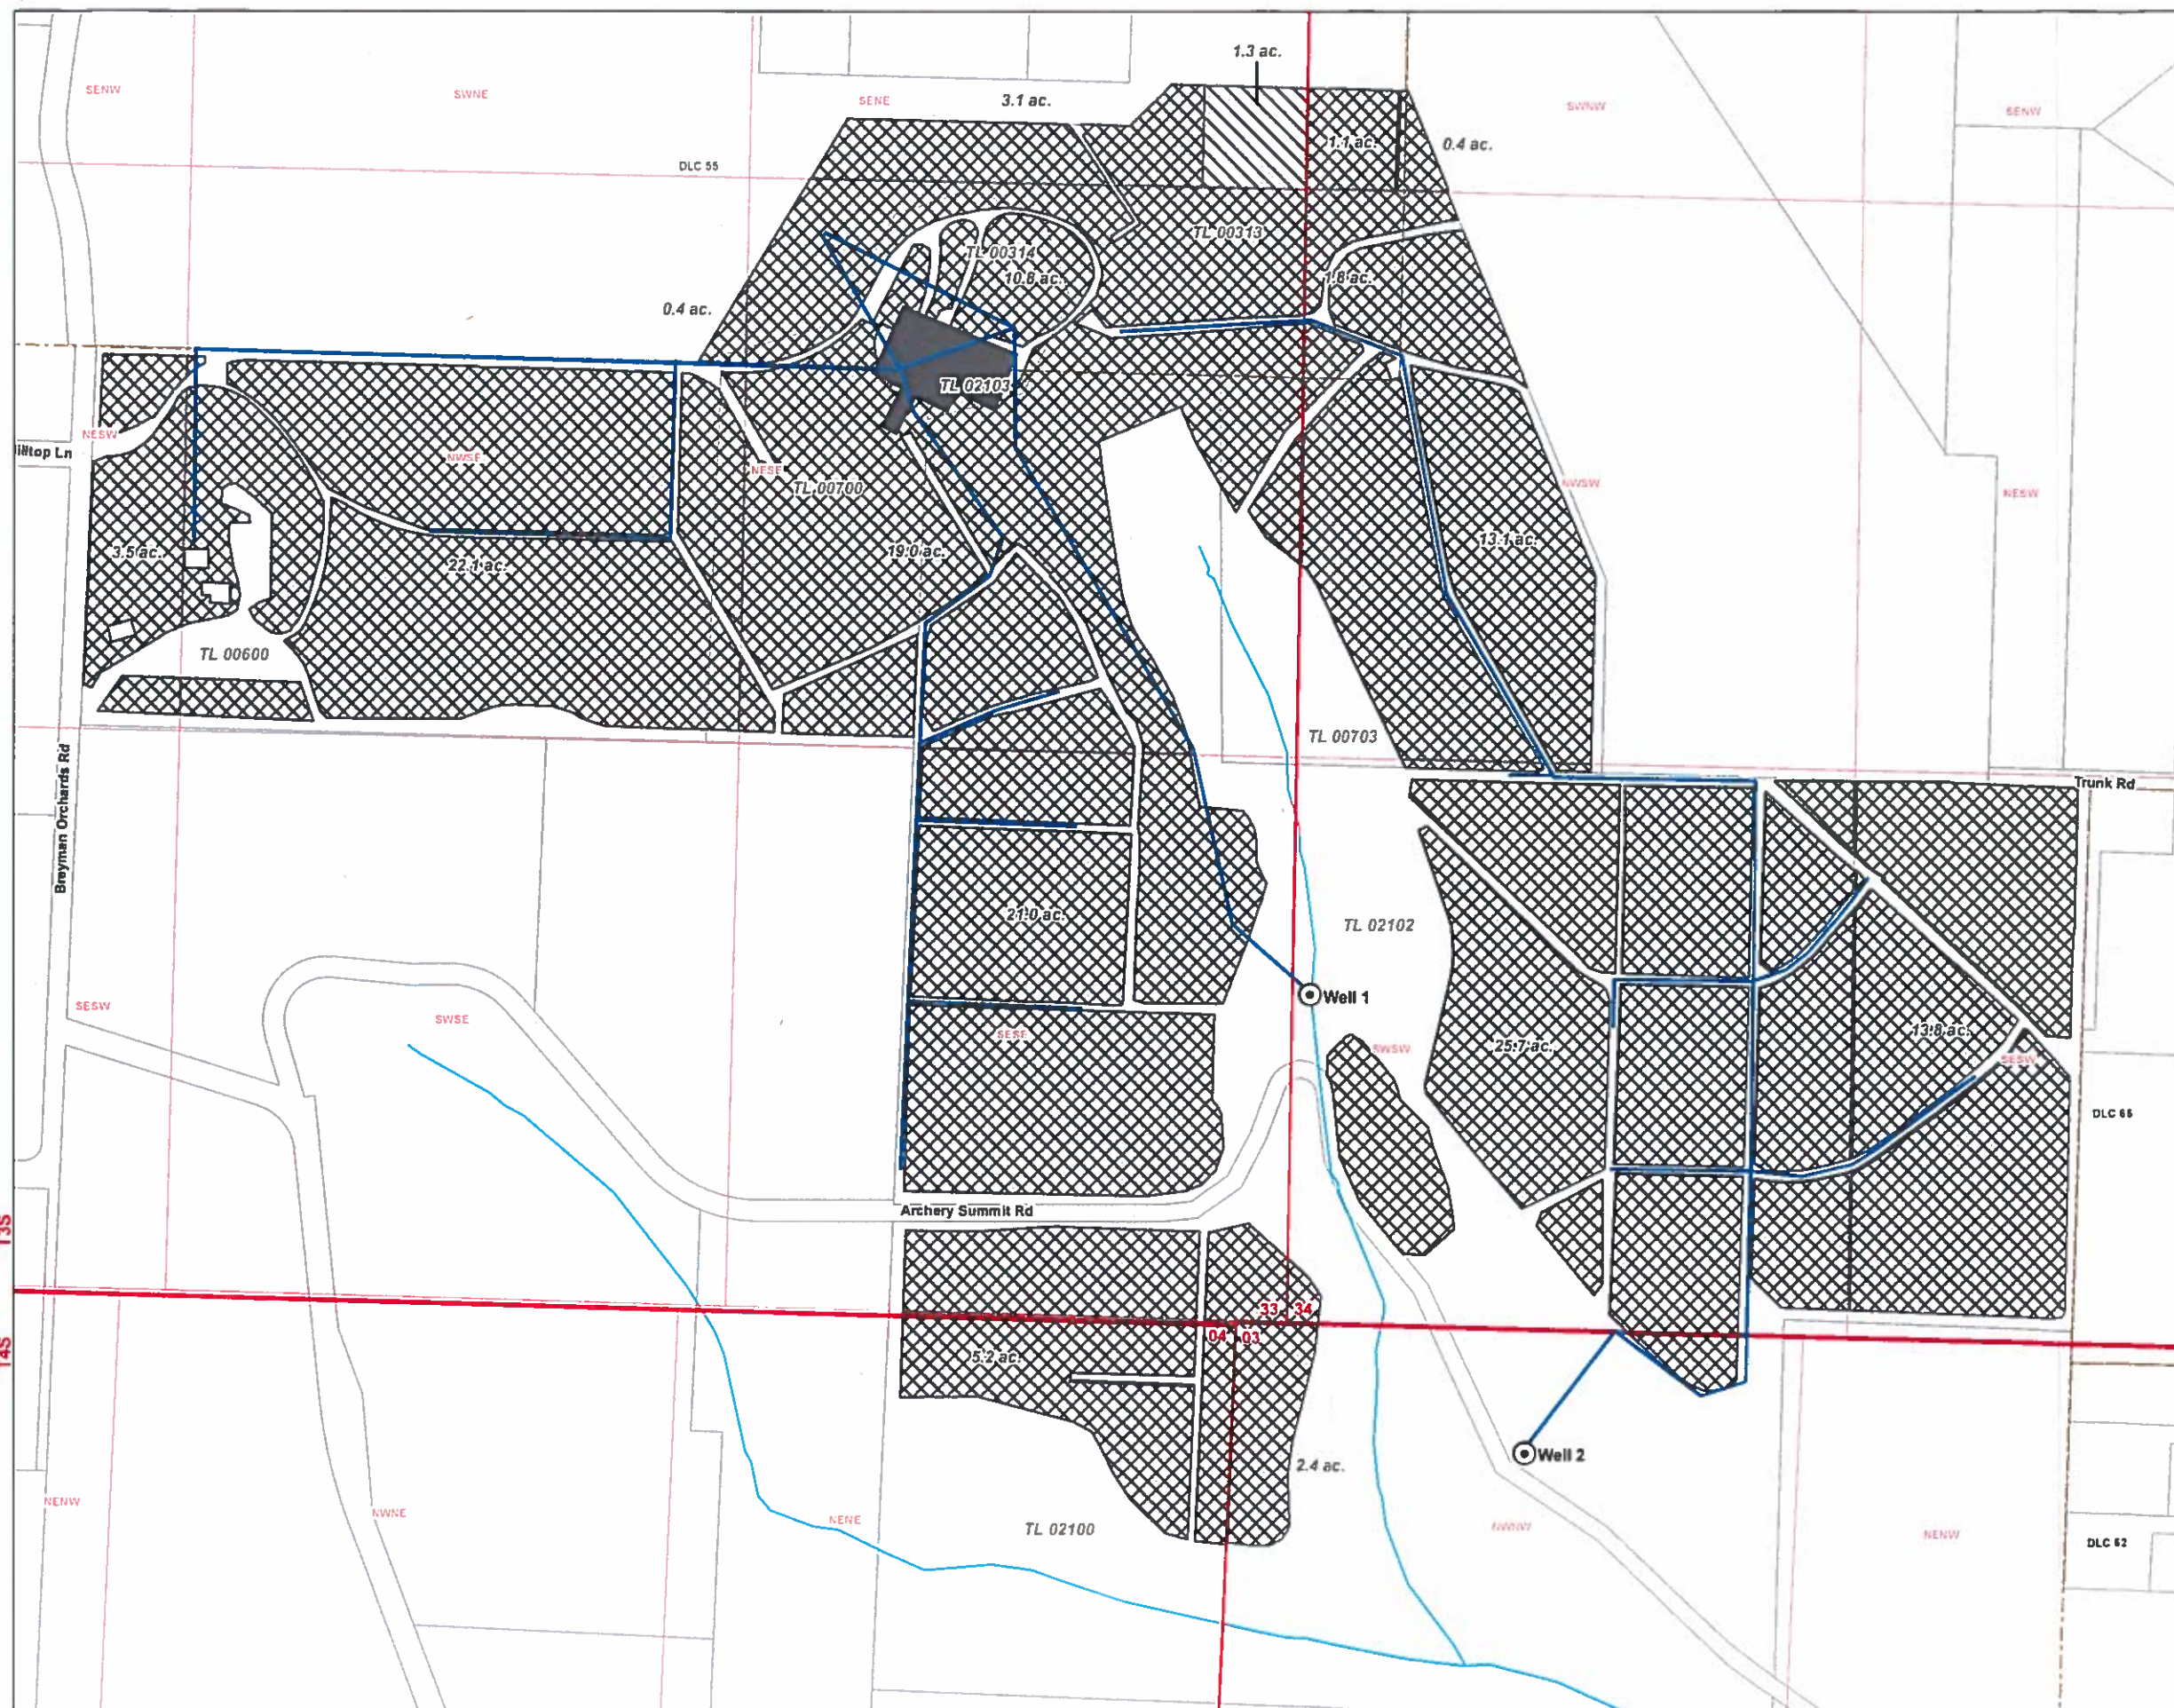 1.3 ac.
SENW
SWNE
SENE
3.1 ac.
SWNW
SENW
1.1 ac.
0.4 ac.
DLC 55
TL 00313
TL 00314
10.8 ac.
1.8 ac.
0.4 ac.
TL 02103
NESW
NWSE
NESE
TL 00700
NWSW
NESW
3.5 ac.
22.1 ac.
19.0 ac.
13.1 ac.
TL 00600
TL 00703
Trunk Rd
Breyman Orchards Rd
21.0 ac.
TL 02102
Well 1
SESW
SWSE
SESE
SWSW
25.7 ac.
13.8 ac.
SESW
DLC 65
Archery Summit Rd
13S
33
34
04
03
14S
5.2 ac.
2.4 ac.
Well 2
NENW
NWNE
NENE
TL 02100
NWNW
NENW
DLC 52